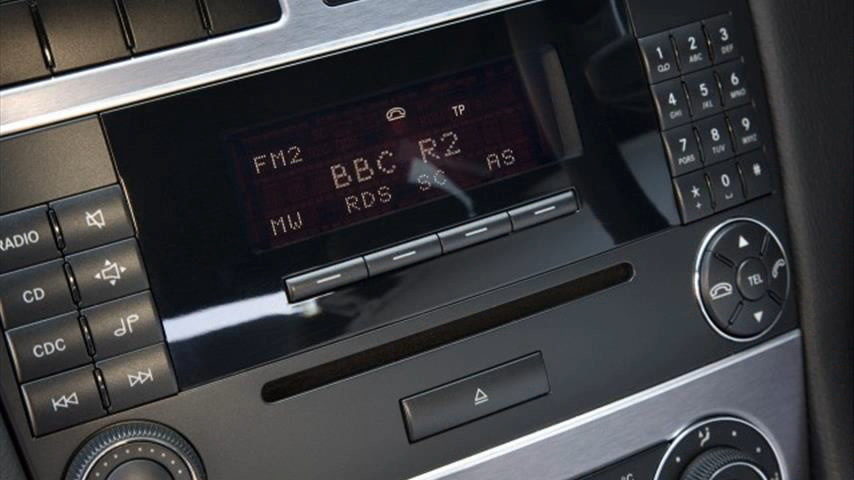 TP
FM2
BBC R2
MW RDS SC AS
RADIO
CD
CDC
1
2 ABC
3 DEF
4 GHI
5 JKL
6 MNO
7 PQRS
8 TUV
9 WXYZ
* +
0
#
TEL
°C